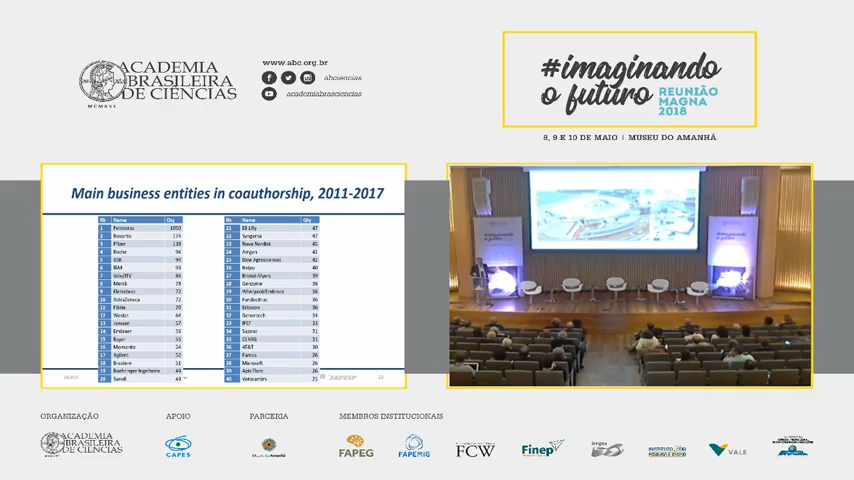 ACADEMIA
BRASILEIRA
DE CIÊNCIAS
MCMXVI
www.abc.org.br
abciencias
academiabrasciencias
#imaginando
o futuro
REUNIÃO
MAGNA
2018
8, 9 E 10 DE MAIO | MUSEU DO AMANHÃ
Main business entities in coauthorship, 2011-2017
Rk Name Qty
1 Petrobras 1050
2 Novartis 174
3 Pfizer 118
4 Roche 94
5 GSK 94
6 IBM 93
7 Vale/ITV 84
8 Merck 78
9 Eletrobras 72
10 AstraZeneca 72
11 Fibria 70
12 Westat 64
13 Janssen 57
14 Embraer 56
15 Bayer 55
16 Momento 54
17 Agilent 52
18 Braskem 51
19 Boehringer Ingelheim 49
20 Sanofi 49
Rk Name Qty
21 Eli Lilly 47
22 Syngenta 47
23 Novo Nordisk 45
24 Amgen 42
25 Dow Agrosciences 42
26 Itaipu 40
27 Bristol-Myers 39
28 Genzyme 38
29 Whirlpool/Embraco 38
30 Fundecitrus 36
31 Ericsson 36
32 Genentech 34
33 IPEF 33
34 Suzano 31
35 CEMIG 31
36 AT&T 30
37 Furnas 26
38 Microsoft 26
39 Apis Flora 26
40 Votorantim 25
FAPESP
#imaginando
o futuro
#imaginando
o futuro
ORGANIZAÇÃO
APOIO
PARCERIA
MEMBROS INSTITUCIONAIS
ACADEMIA
BRASILEIRA
DE CIÊNCIAS
CAPES
FAPEG
FAPEMIG
FCW
Finep
VALE